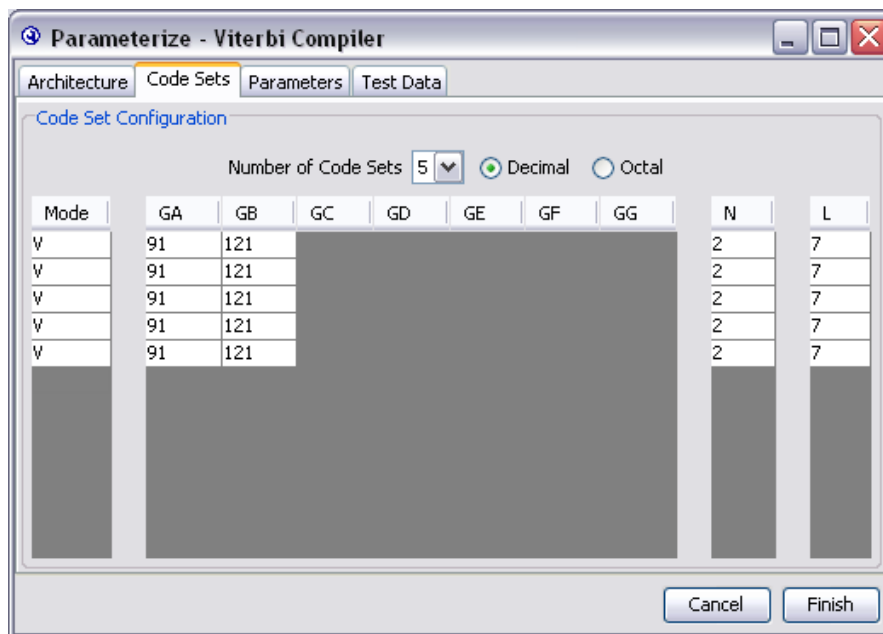 Parameterize - Viterbi Compiler
Architecture Code Sets Parameters Test Data
Code Set Configuration
Number of Code Sets 5 Decimal Octal
Mode GA GB GC GD GE GF GG N L
V 91 121 2 7
V 91 121 2 7
V 91 121 2 7
V 91 121 2 7
V 91 121 2 7
Cancel Finish